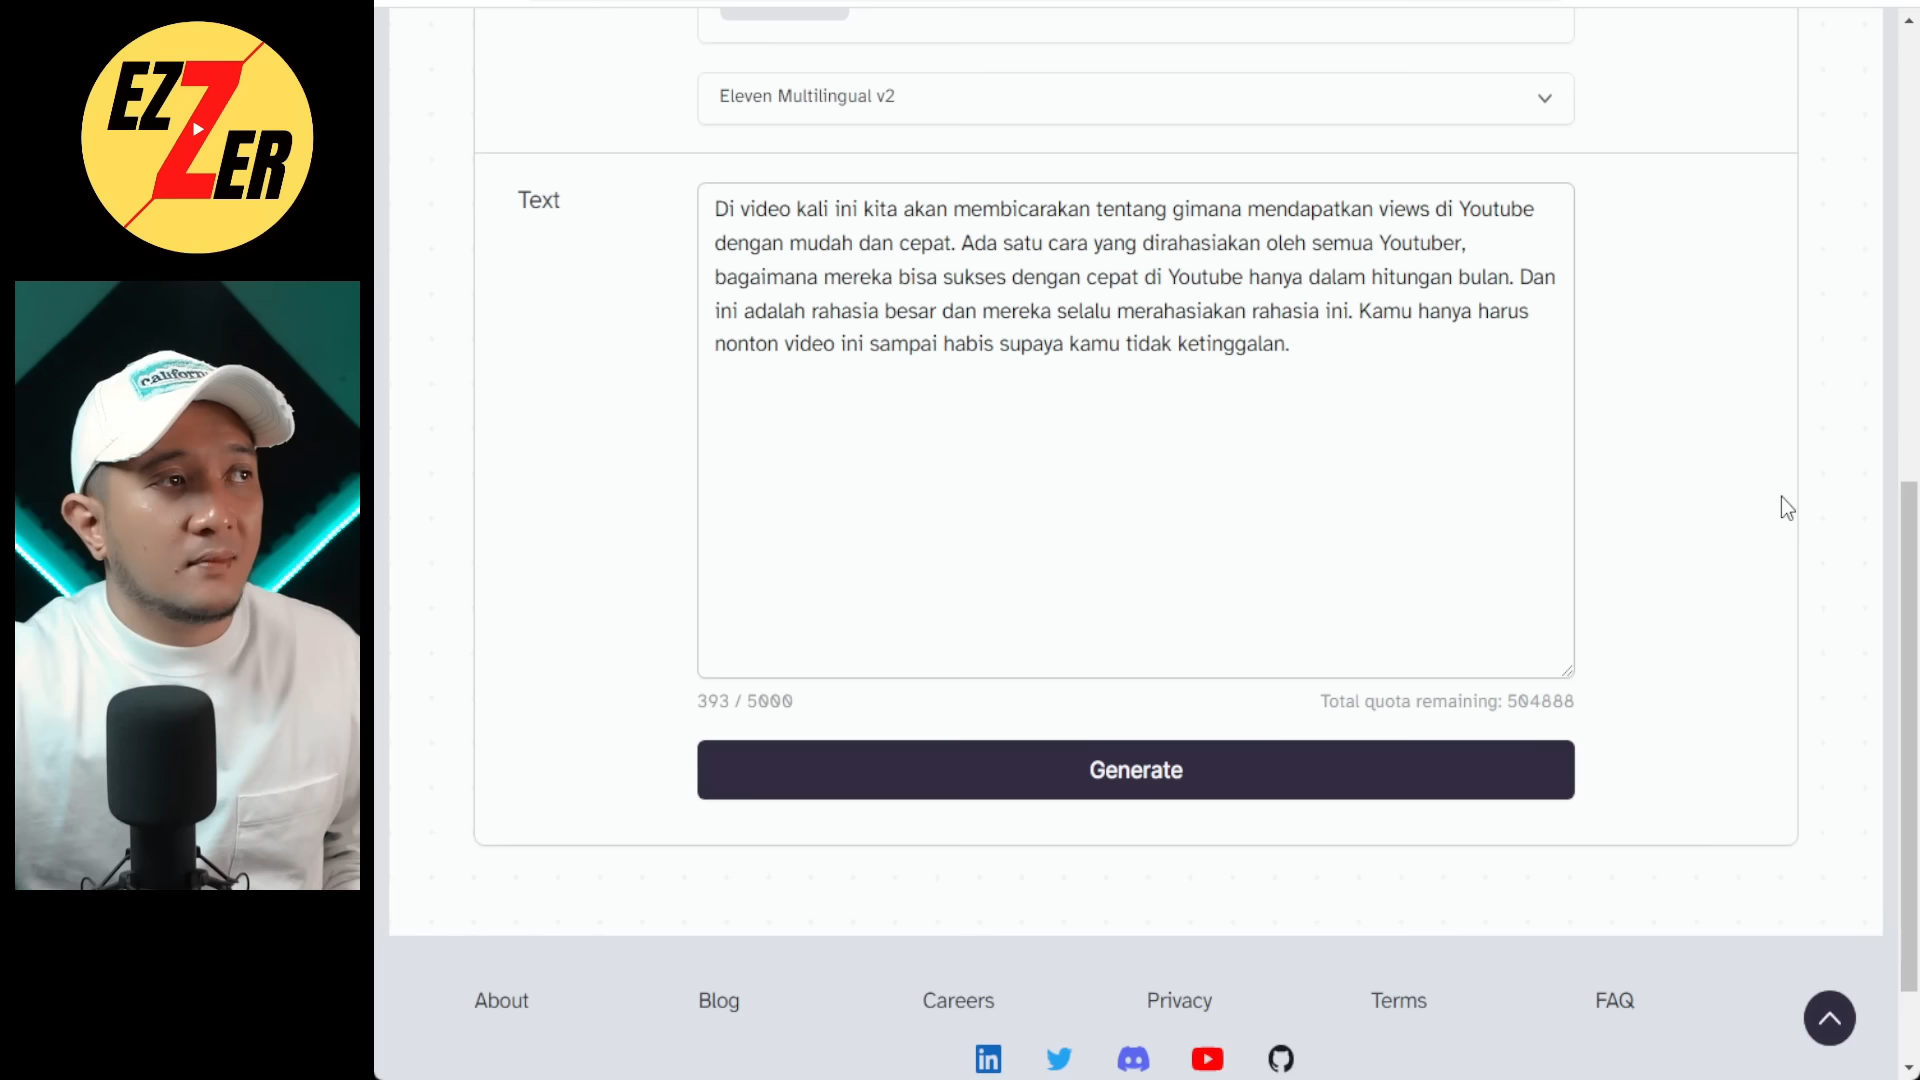 EZZER
california
Eleven Multilingual v2
Text
Di video kali ini kita akan membicarakan tentang gimana mendapatkan views di Youtube
dengan mudah dan cepat. Ada satu cara yang dirahasiakan oleh semua Youtuber,
bagaimana mereka bisa sukses dengan cepat di Youtube hanya dalam hitungan bulan. Dan
ini adalah rahasia besar dan mereka selalu merahasiakan rahasia ini. Kamu hanya harus
nonton video ini sampai habis supaya kamu tidak ketinggalan.
393 / 5000
Total quota remaining: 504888
Generate
About
Blog
Careers
Privacy
Terms
FAQ
in